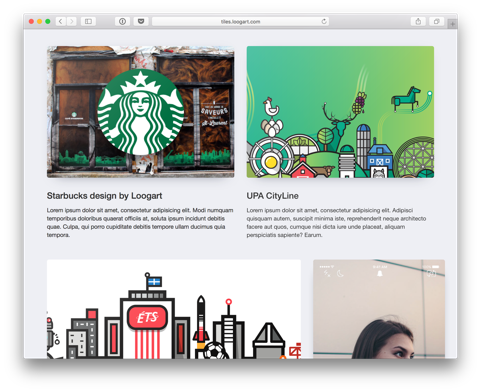 tiles.loogart.com
SAVEURS
Starbucks design by Loogart
Lorem ipsum dolor sit amet, consectetur adipisicing elit. Modi numquam
temporibus doloribus quaerat officiis at, soluta ipsum incidunt debitis
quae. Culpa, qui porro cupiditate debitis tempore ullam ducimus quia
tempora.
UPA CityLine
Lorem ipsum dolor sit amet, consectetur adipisicing elit. Adipisci
quisquam autem, suscipit minima iste, reprehenderit neque architecto
facere aut quos, cumque nisi dicta iure unde placeat, aliquam
perspiciatis sapiente? Earum.
ÉTS